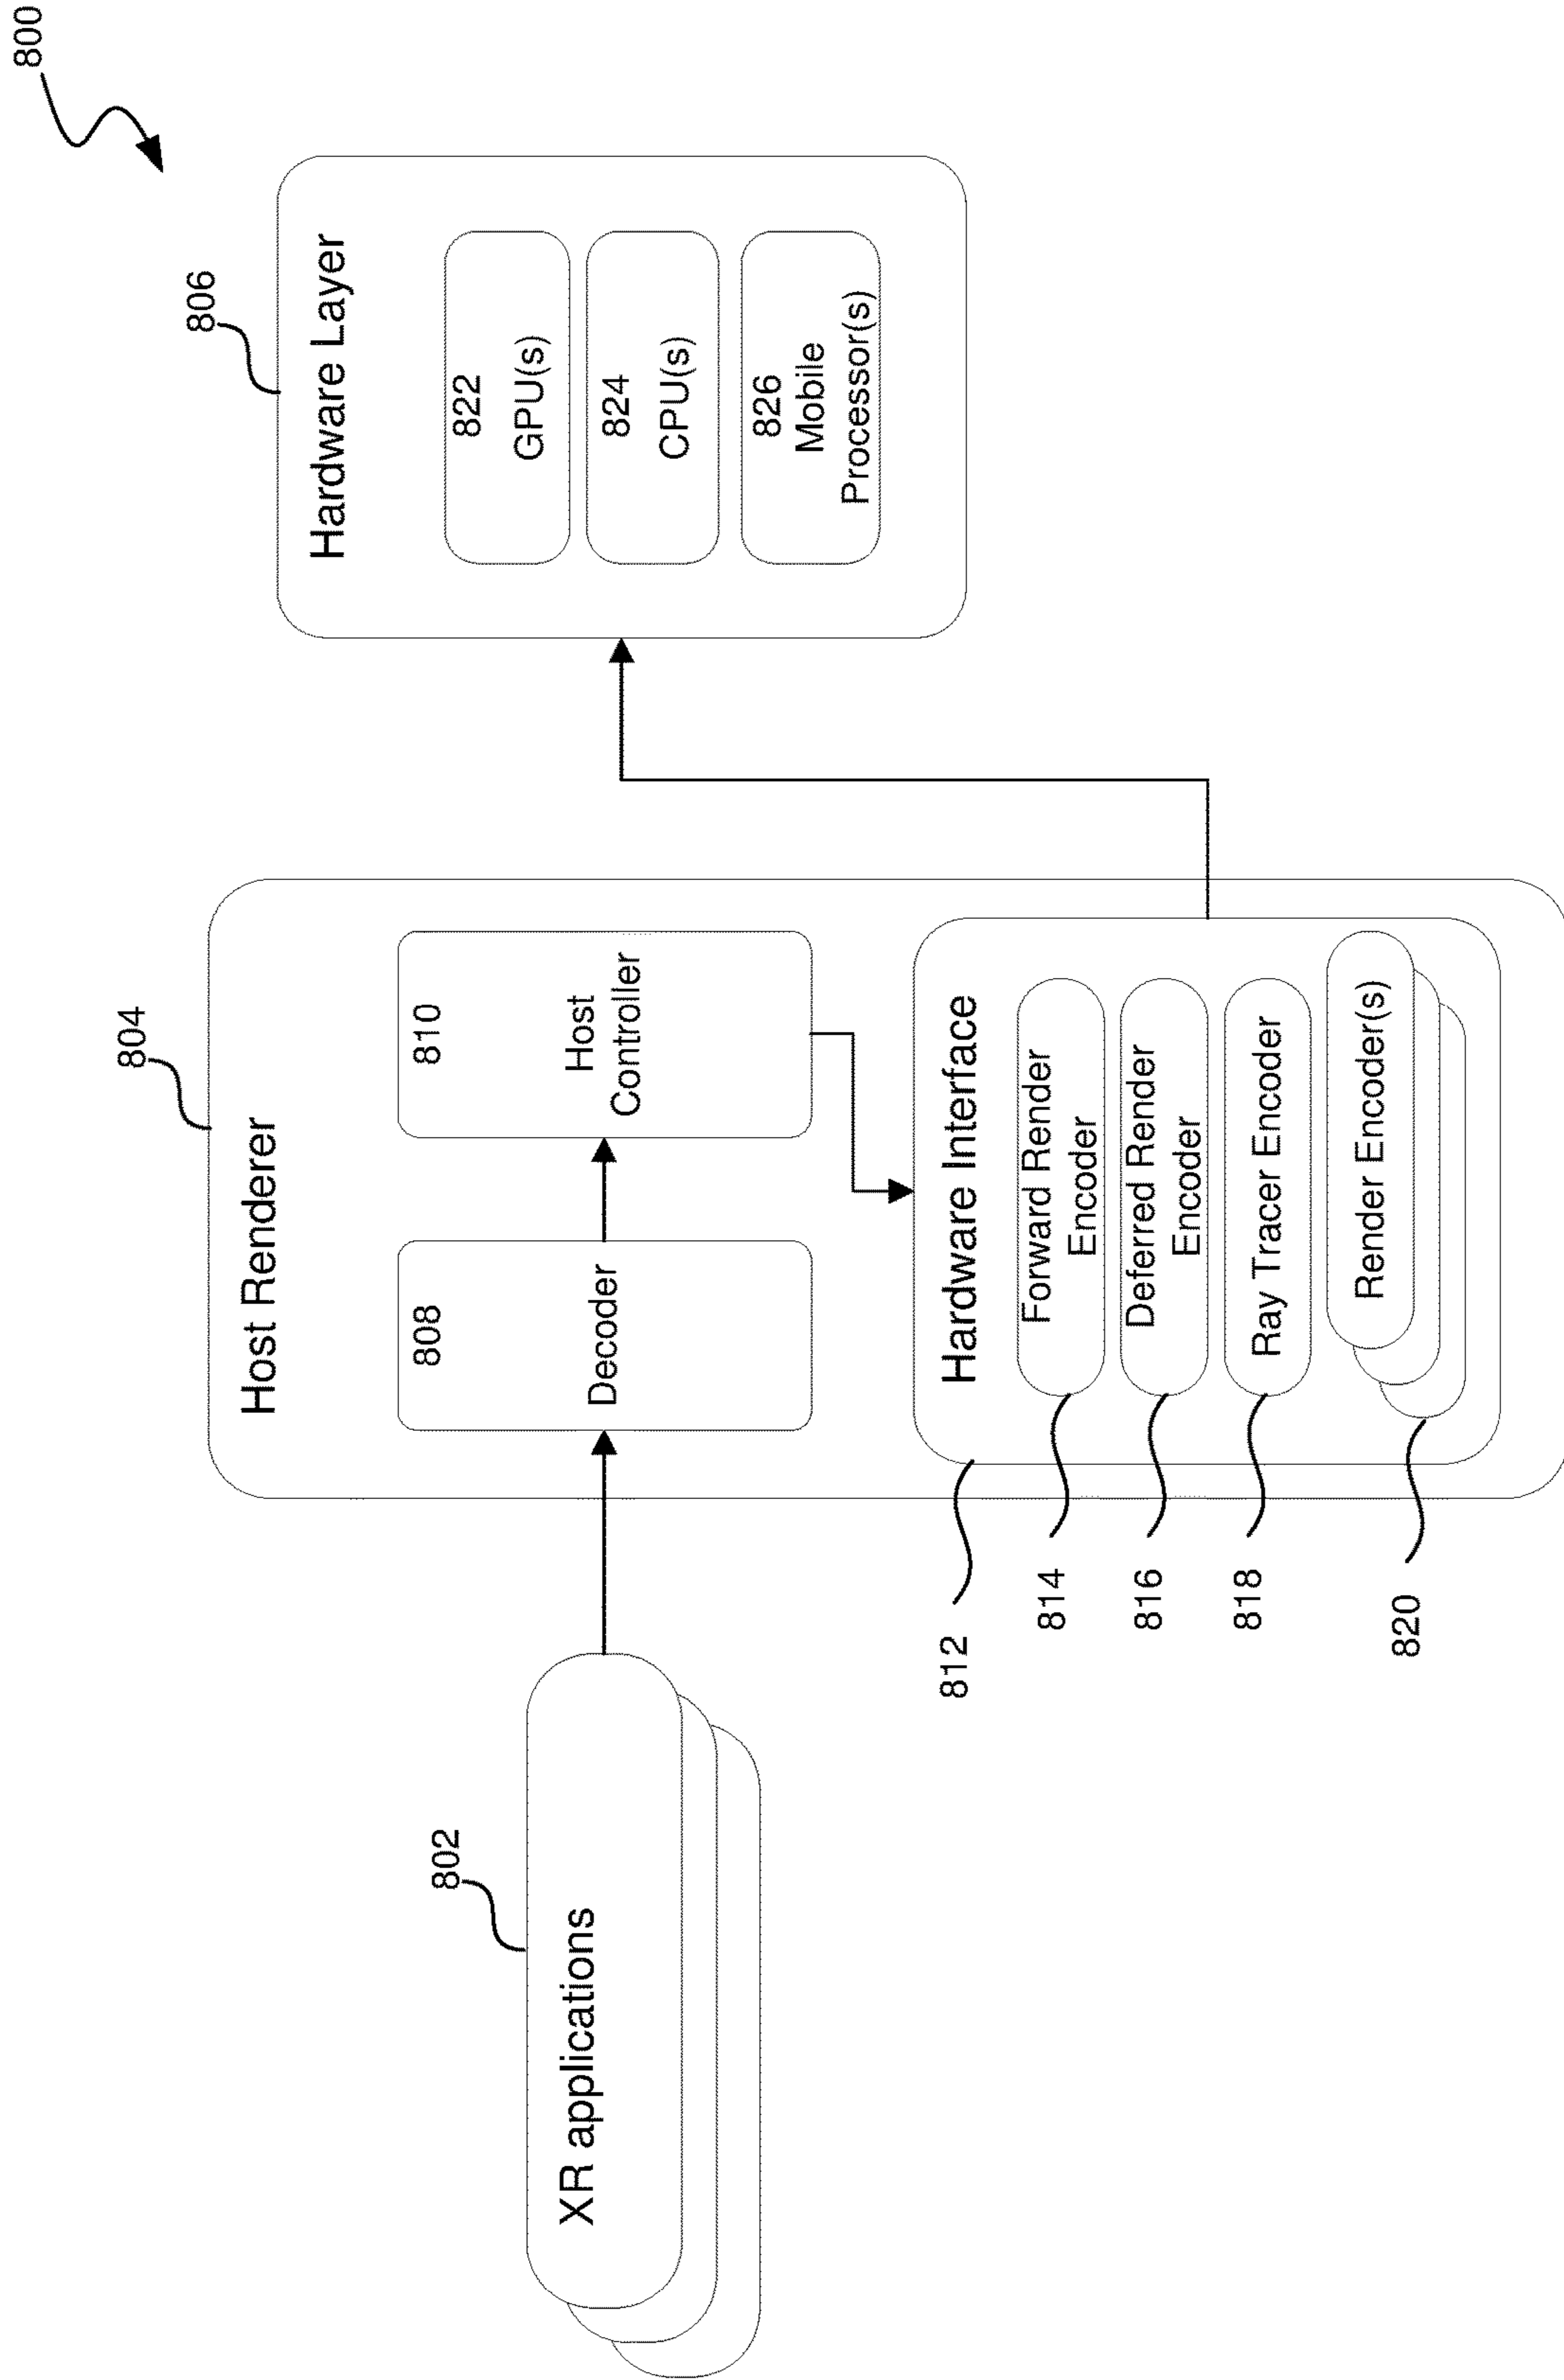 800
802
XR applications
804
Host Renderer
808
Decoder
810
Host
Controller
812
Hardware Interface
814
Forward Render
Encoder
816
Deferred Render
Encoder
818
Ray Tracer Encoder
820
Render Encoder(s)
806
Hardware Layer
822
GPU(s)
824
CPU(s)
826
Mobile
Processor(s)